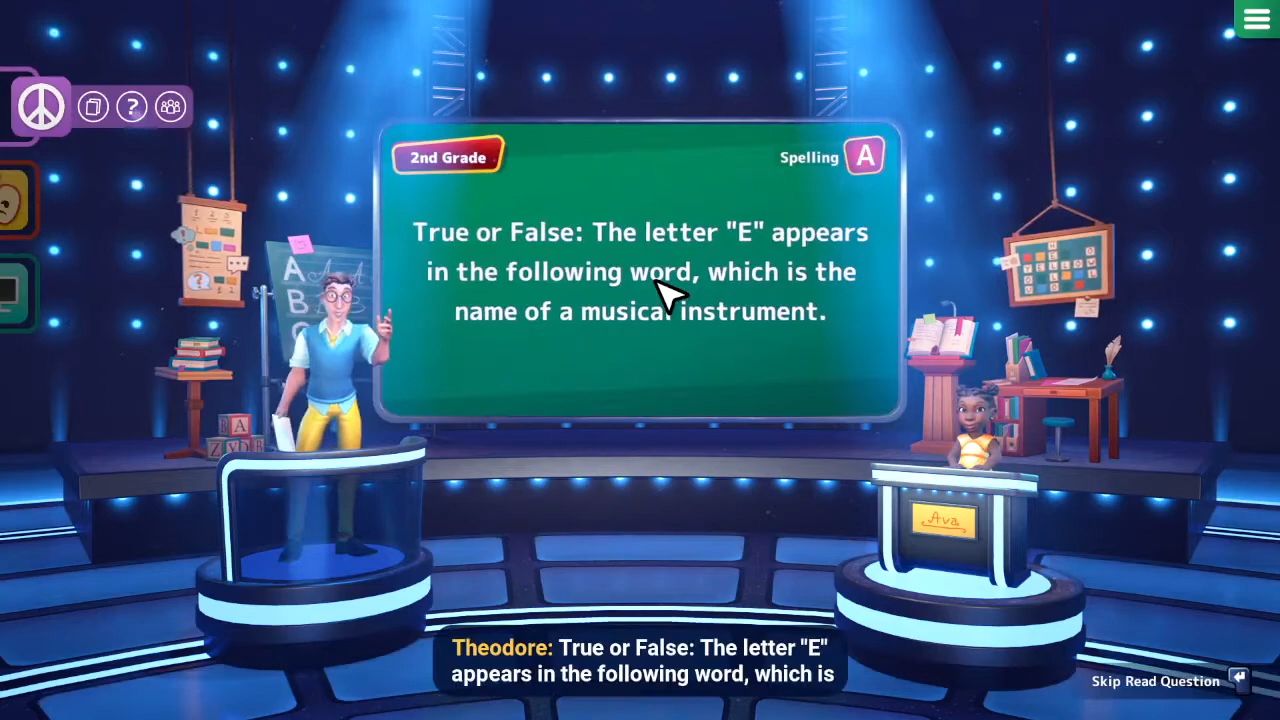 2nd Grade
Spelling A
True or False: The letter "E" appears
in the following word, which is the
name of a musical instrument.
A
B
A
Ava
Theodore: True or False: The letter "E"
appears in the following word, which is
Skip Read Question